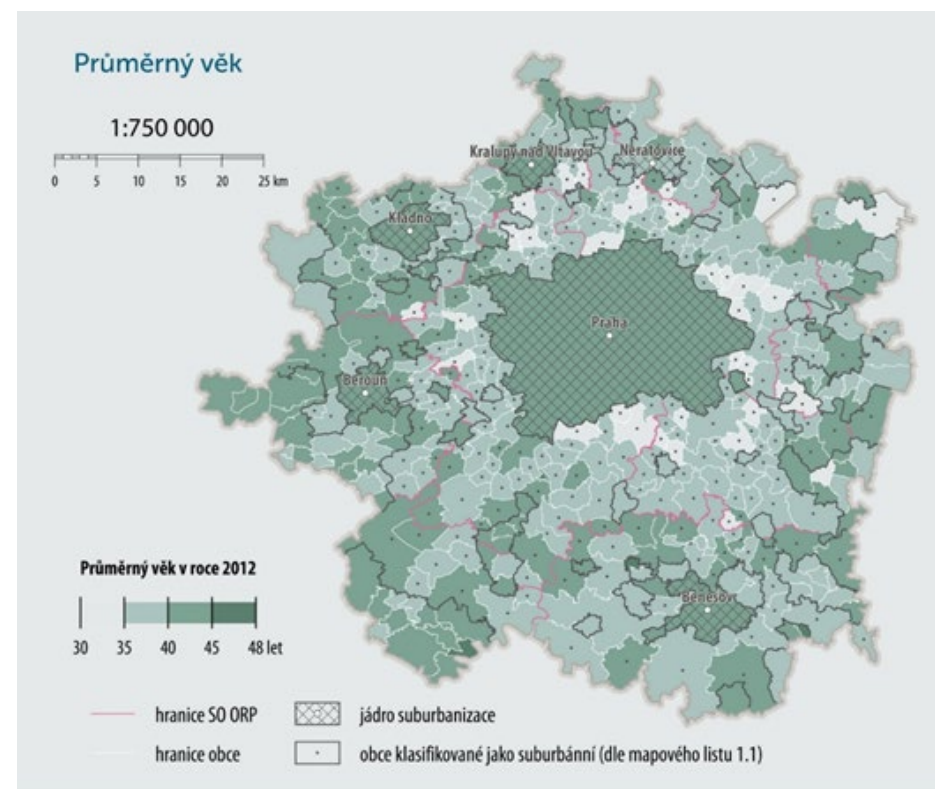 Průměrný věk
1:750 000
0 5 10 15 20 25 km
Kralupy nad Vltavou
Neratovice
Kladno
Praha
Beroun
Benešov
Průměrný věk v roce 2012
30 35 40 45 48 let
hranice SO ORP
jádro suburbanizace
hranice obce
obce klasifikované jako suburbánní (dle mapového listu 1.1)